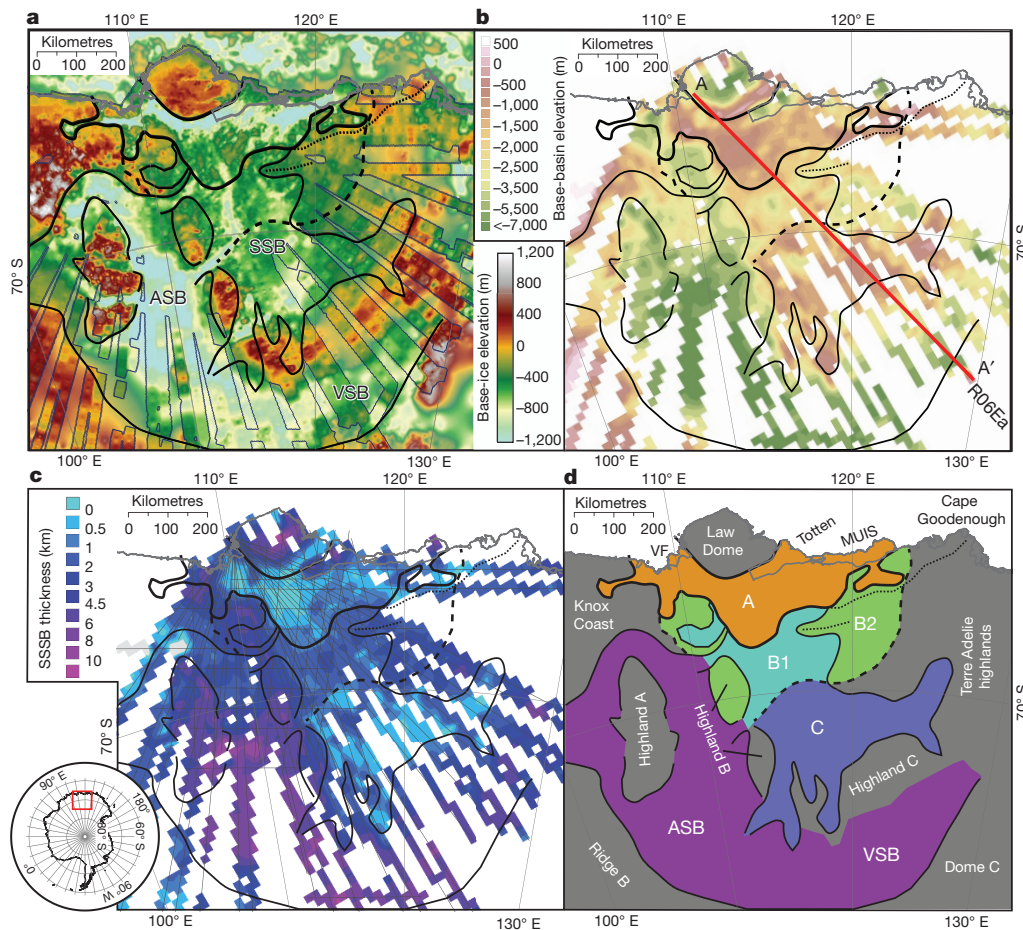 a
110° E
120° E
Kilometres
0 100 200
ASB
SSB
VSB
70° S
100° E
130° E
Base-ice elevation (m)
1,200
800
400
0
–400
–800
–1,200
b
110° E
120° E
500
0
–500
–1,000
–1,500
–2,000
–3,500
–5,500
<–7,000
Base-basin elevation (m)
Kilometres
0 100 200
A
A′
R06Ea
70° S
100° E
130° E
c
110° E
120° E
SSSB thickness (km)
0
0.5
1
2
3
4.5
6
8
10
Kilometres
0 100 200
70° S
100° E
130° E
90° E
180°
60° S
80° S
0°
90° W
d
110° E
120° E
Kilometres
0 100 200
Cape
Goodenough
Law
Dome
Totten
MUIS
VF
A
Knox
Coast
B2
B1
Terre Adelie
highlands
Highland A
Highland B
C
Highland C
ASB
VSB
Ridge B
Dome C
70° S
100° E
130° E